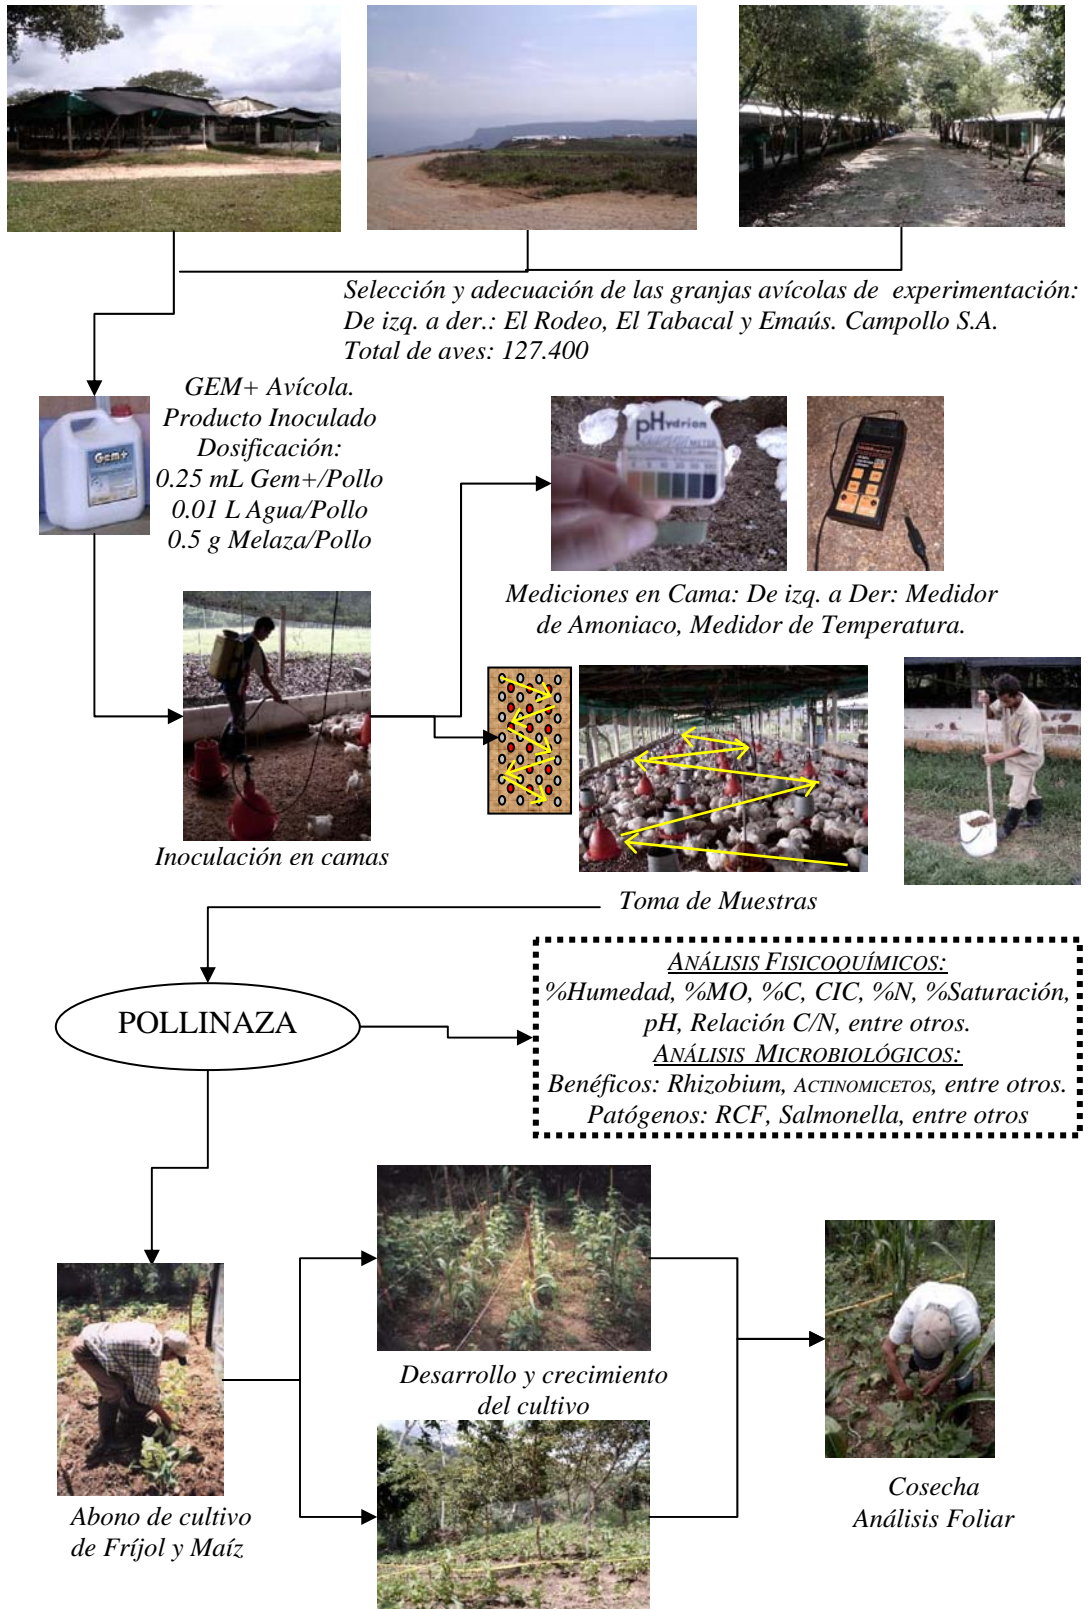 Selección y adecuación de las granjas avícolas de experimentación:
De izq. a der.: El Rodeo, El Tabacal y Emaús. Campollo S.A.
Total de aves: 127.400
GEM+ Avícola.
Producto Inoculado
Dosificación:
0.25 mL Gem+/Pollo
0.01 L Agua/Pollo
0.5 g Melaza/Pollo
Gem+
pHydrion
METER
Mediciones en Cama: De izq. a Der: Medidor
de Amoniaco, Medidor de Temperatura.
Inoculación en camas
Toma de Muestras
POLLINAZA
ANÁLISIS FISICOQUÍMICOS:
%Humedad, %MO, %C, CIC, %N, %Saturación,
pH, Relación C/N, entre otros.
ANÁLISIS MICROBIOLÓGICOS:
Benéficos: Rhizobium, ACTINOMICETOS, entre otros.
Patógenos: RCF, Salmonella, entre otros
Desarrollo y crecimiento
del cultivo
Abono de cultivo
de Fríjol y Maíz
Cosecha
Análisis Foliar